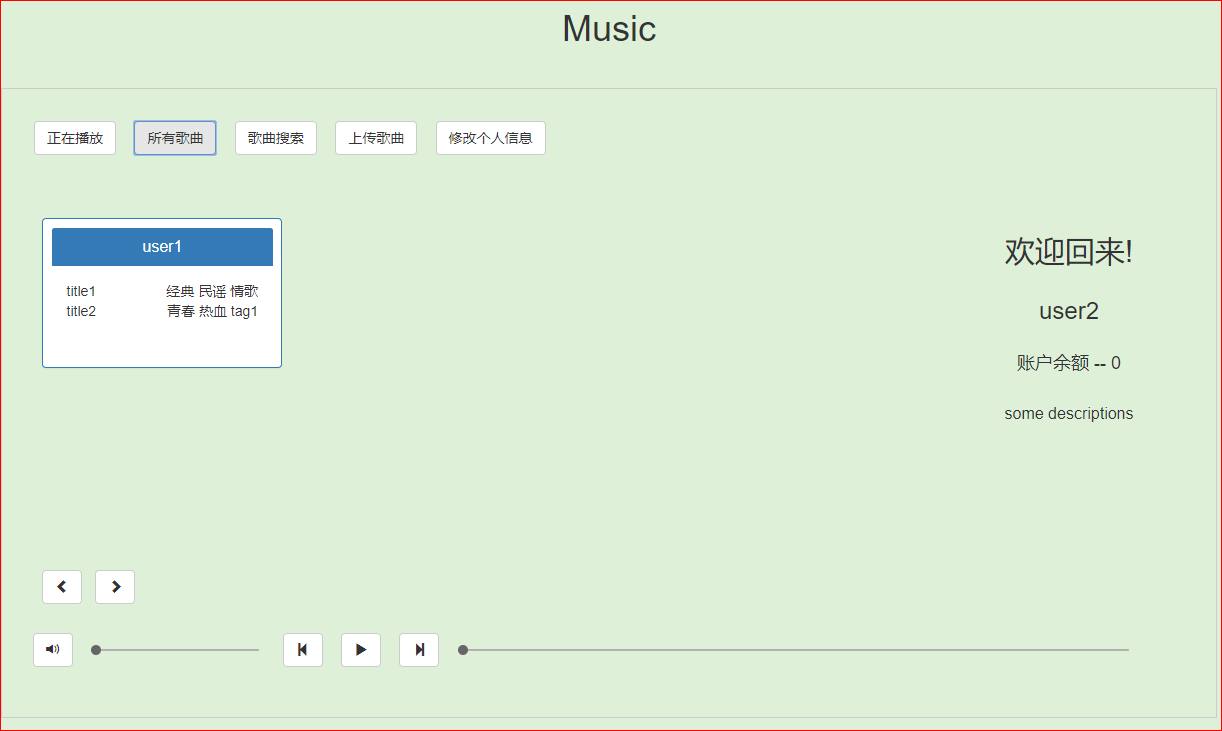 Music
正在播放 所有歌曲 歌曲搜索 上传歌曲 修改个人信息
user1
title1 经典 民谣 情歌
title2 青春 热血 tag1
欢迎回来!
user2
账户余额 -- 0
some descriptions